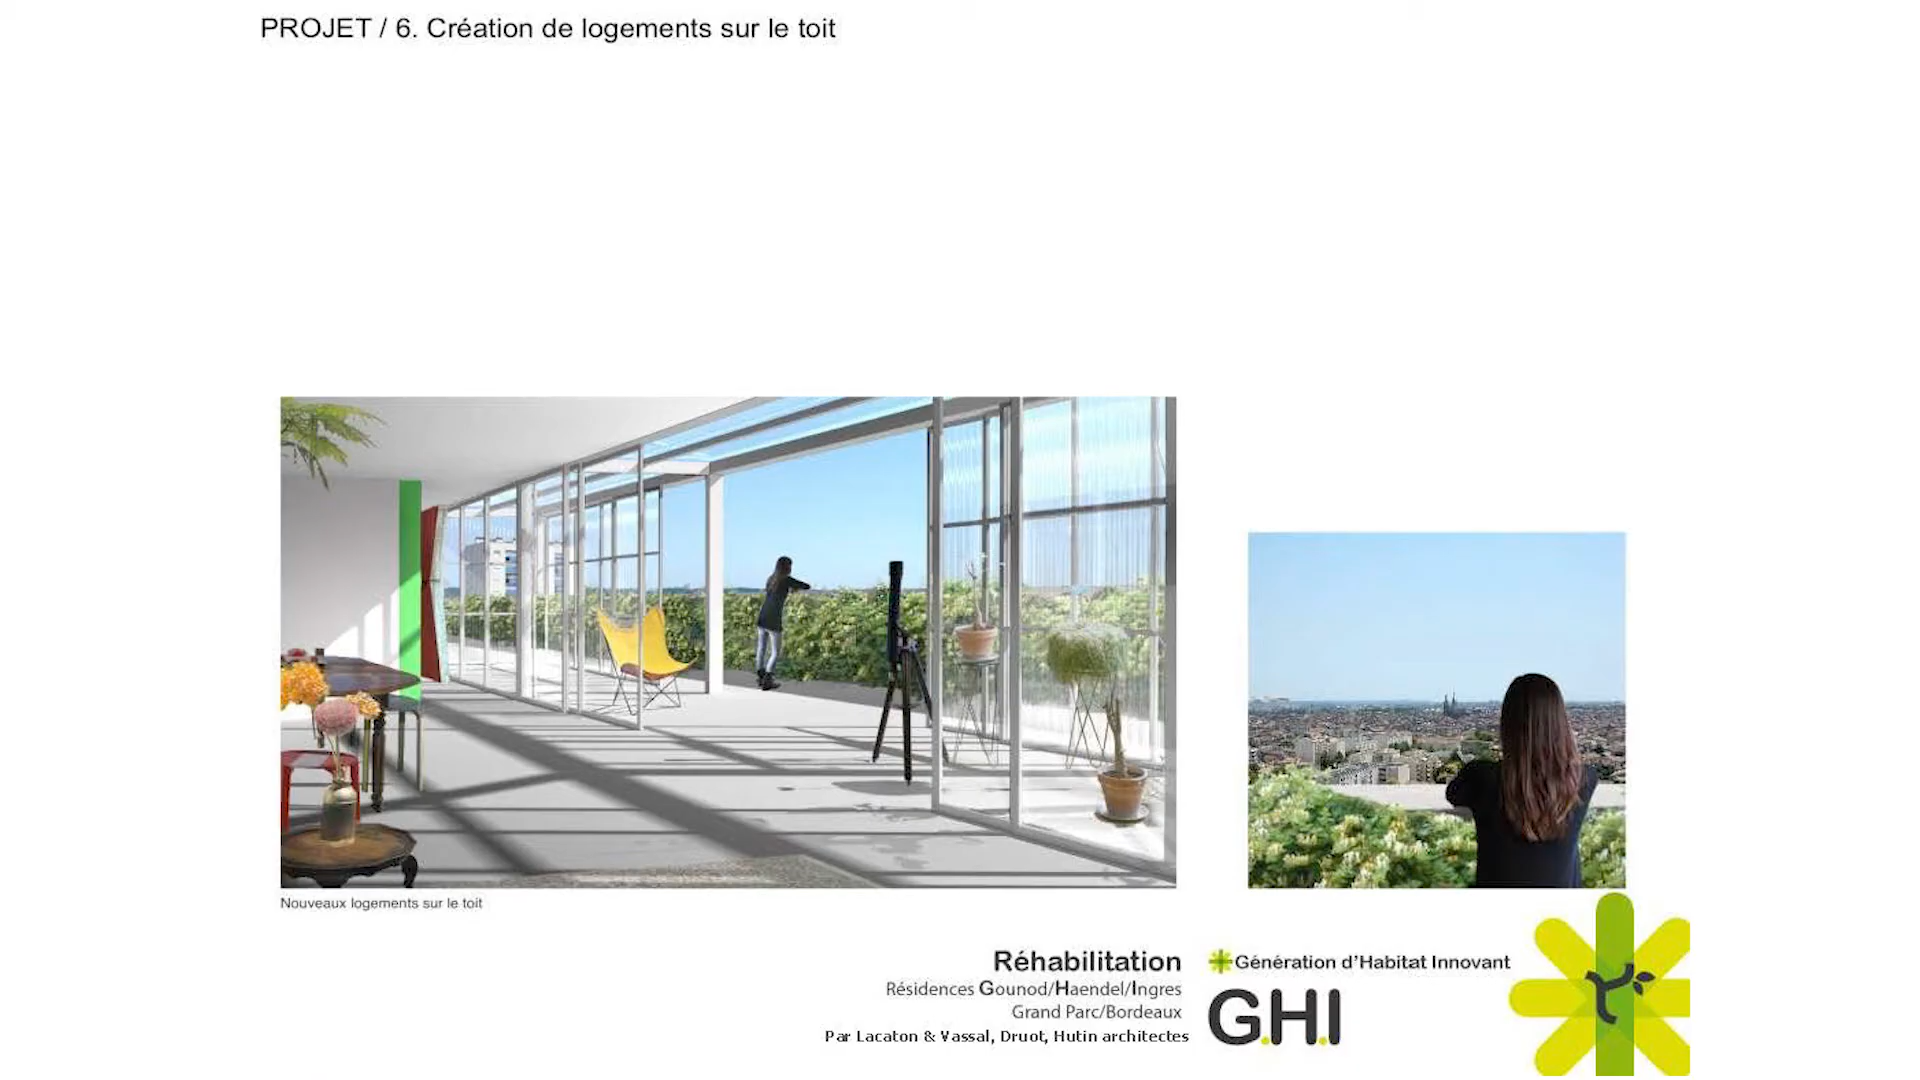 PROJET / 6. Création de logements sur le toit
Nouveaux logements sur le toit
Réhabilitation
Résidences Gounod/Haendel/Ingres
Grand Parc/Bordeaux
Par Lacaton & Vassal, Druot, Hutin architectes
Génération d'Habitat Innovant
G.H.I